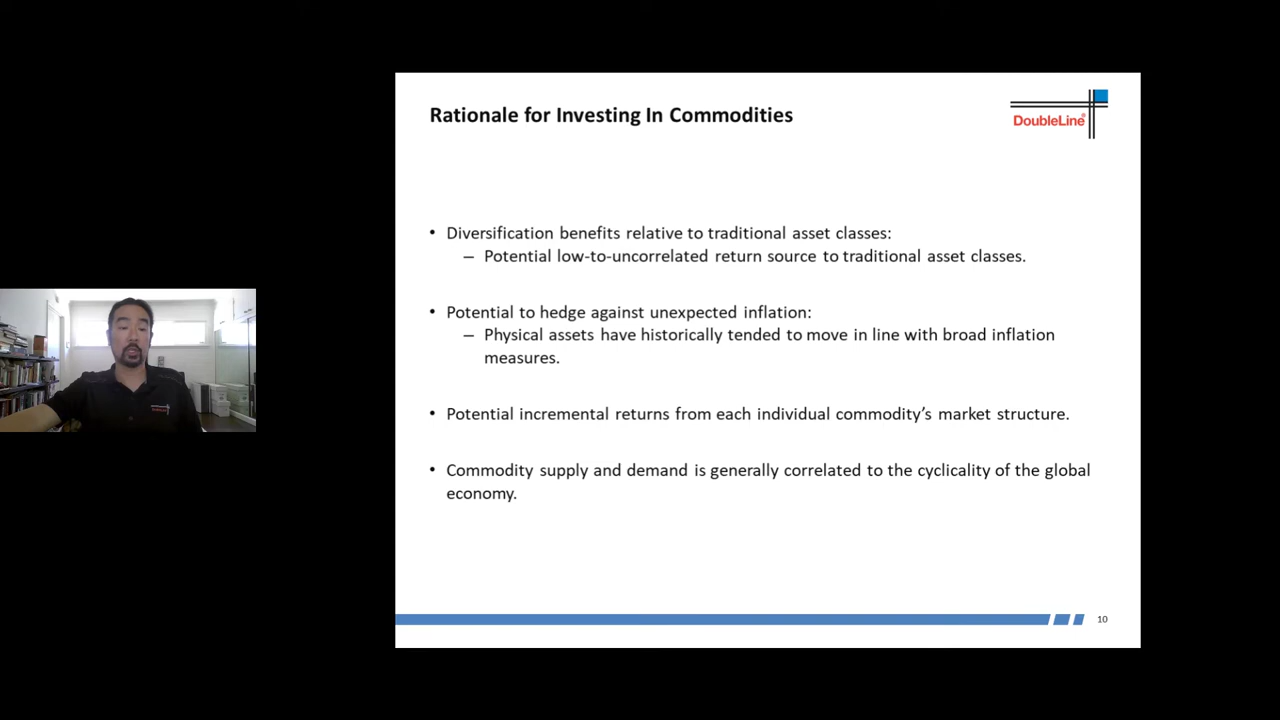 Rationale for Investing In Commodities
DoubleLine®
• Diversification benefits relative to traditional asset classes:
– Potential low-to-uncorrelated return source to traditional asset classes.
• Potential to hedge against unexpected inflation:
– Physical assets have historically tended to move in line with broad inflation
measures.
• Potential incremental returns from each individual commodity’s market structure.
• Commodity supply and demand is generally correlated to the cyclicality of the global
economy.
10